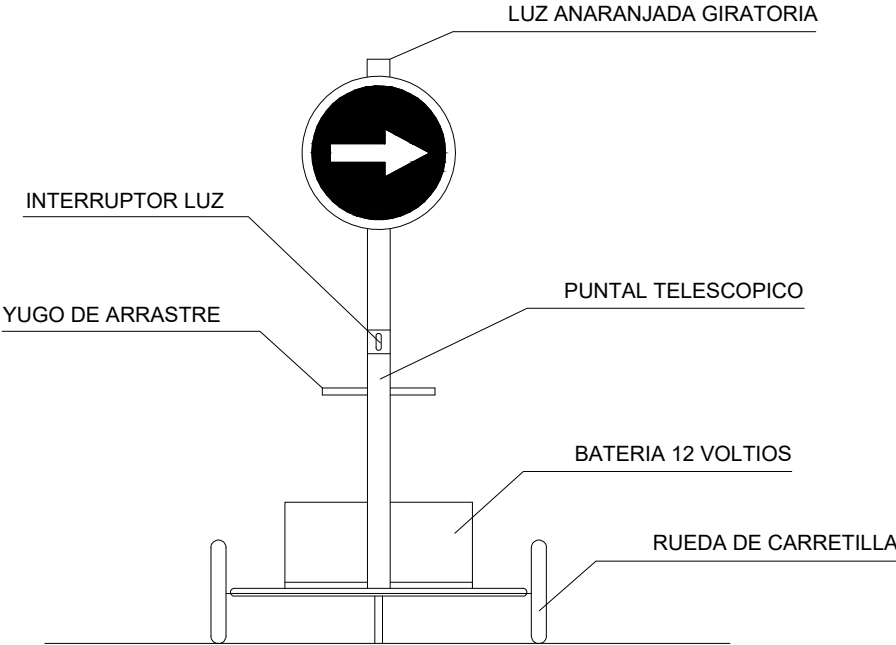 LUZ ANARANJADA GIRATORIA
INTERRUPTOR LUZ
PUNTAL TELESCOPICO
YUGO DE ARRASTRE
BATERIA 12 VOLTIOS
RUEDA DE CARRETILLA